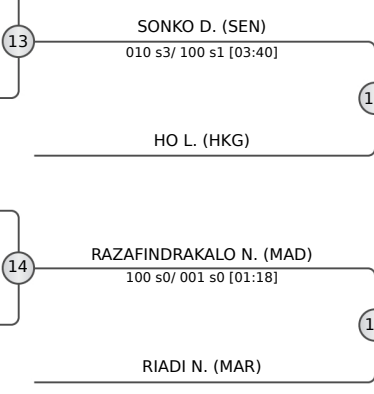 SONKO D. (SEN)
13
010 s3/ 100 s1 [03:40]
HO L. (HKG)
RAZAFINDRAKALO N. (MAD)
14
100 s0/ 001 s0 [01:18]
RIADI N. (MAR)